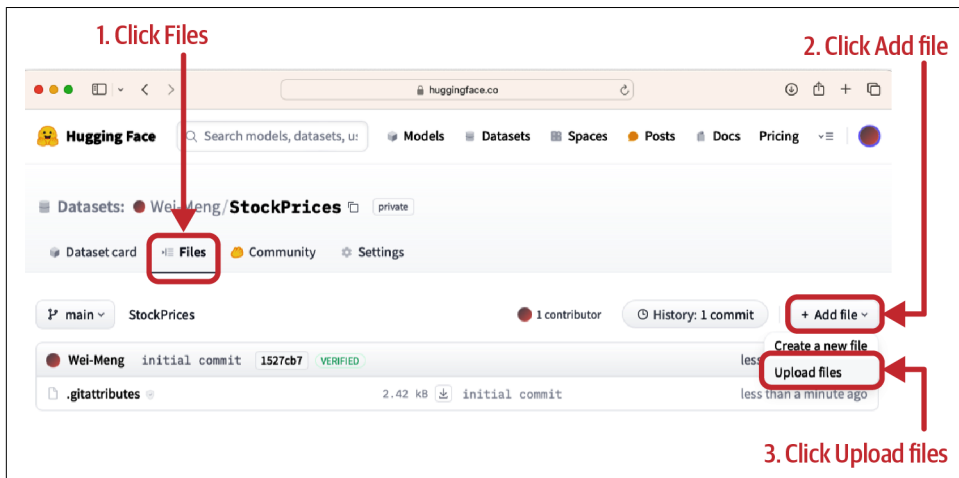 1. Click Files
2. Click Add file
huggingface.co
Hugging Face Search models, datasets, u: Models Datasets Spaces Posts Docs Pricing
Datasets: Wei-Meng/StockPrices private
Dataset card Files Community Settings
main StockPrices 1 contributor History: 1 commit + Add file
Create a new file
Wei-Meng initial commit 1527cb7 VERIFIED
Upload files
.gitattributes 2.42 kB initial commit less than a minute ago
3. Click Upload files